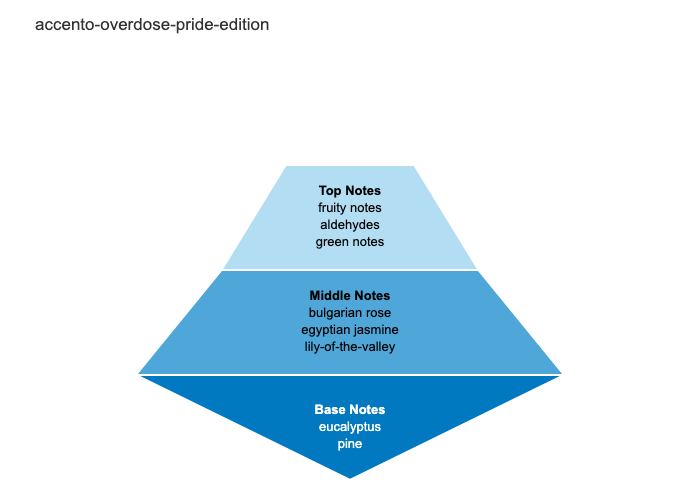 accento-overdose-pride-edition
Top Notes
fruity notes
aldehydes
green notes
Middle Notes
bulgarian rose
egyptian jasmine
lily-of-the-valley
Base Notes
eucalyptus
pine